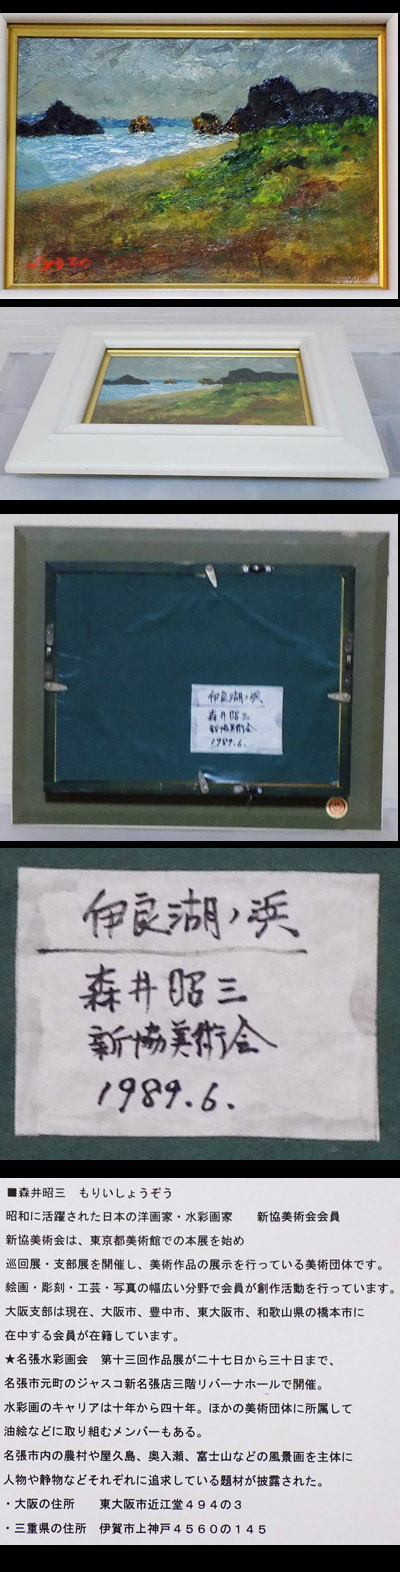 伊良湖ノ浜
森井昭三
新協美術会
1989.6.
伊良湖ノ浜
森井昭三
新協美術会
1989.6.
■森井昭三　もりいしょうぞう
昭和に活躍された日本の洋画家・水彩画家　　新協美術会会員
新協美術会は、東京都美術館での本展を始め
巡回展・支部展を開催し、美術作品の展示を行っている美術団体です。
絵画・彫刻・工芸・写真の幅広い分野で会員が創作活動を行っています。
大阪支部は現在、大阪市、豊中市、東大阪市、和歌山県の橋本市に
在中する会員が在籍しています。
★名張水彩画会　第十三回作品展が二十七日から三十日まで、
名張市元町のジャスコ新名張店三階リバーナホールで開催。
水彩画のキャリアは十年から四十年。ほかの美術団体に所属して
油絵などに取り組むメンバーもある。
名張市内の農村や屋久島、奥入瀬、富士山などの風景画を主体に
人物や静物などそれぞれに追求している題材が披露された。
・大阪の住所　　東大阪市近江堂４９４の３
・三重県の住所　伊賀市上神戸４５６０の１４５